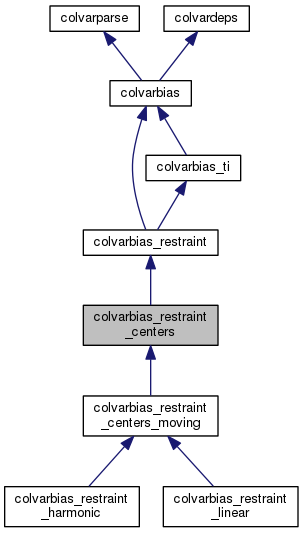 colvarparse
colvardeps
colvarbias
colvarbias_ti
colvarbias_restraint
colvarbias_restraint
_centers
colvarbias_restraint
_centers_moving
colvarbias_restraint
_harmonic
colvarbias_restraint
_linear